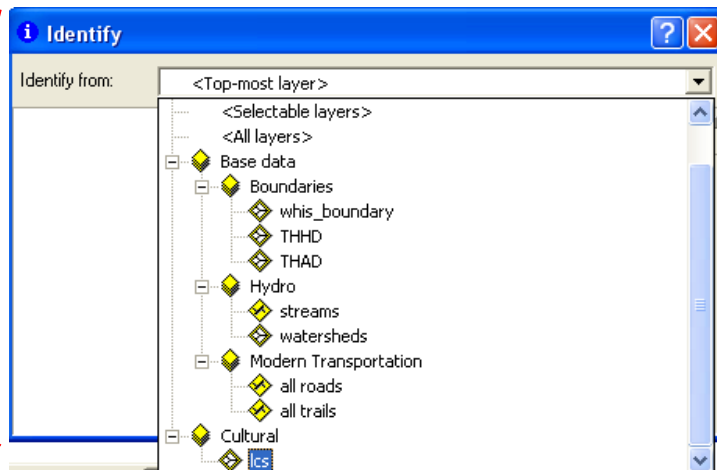 Identify
Identify from: <Top-most layer>
<Selectable layers>
<All layers>
Base data
Boundaries
whis_boundary
THHD
THAD
Hydro
streams
watersheds
Modern Transportation
all roads
all trails
Cultural
lcs